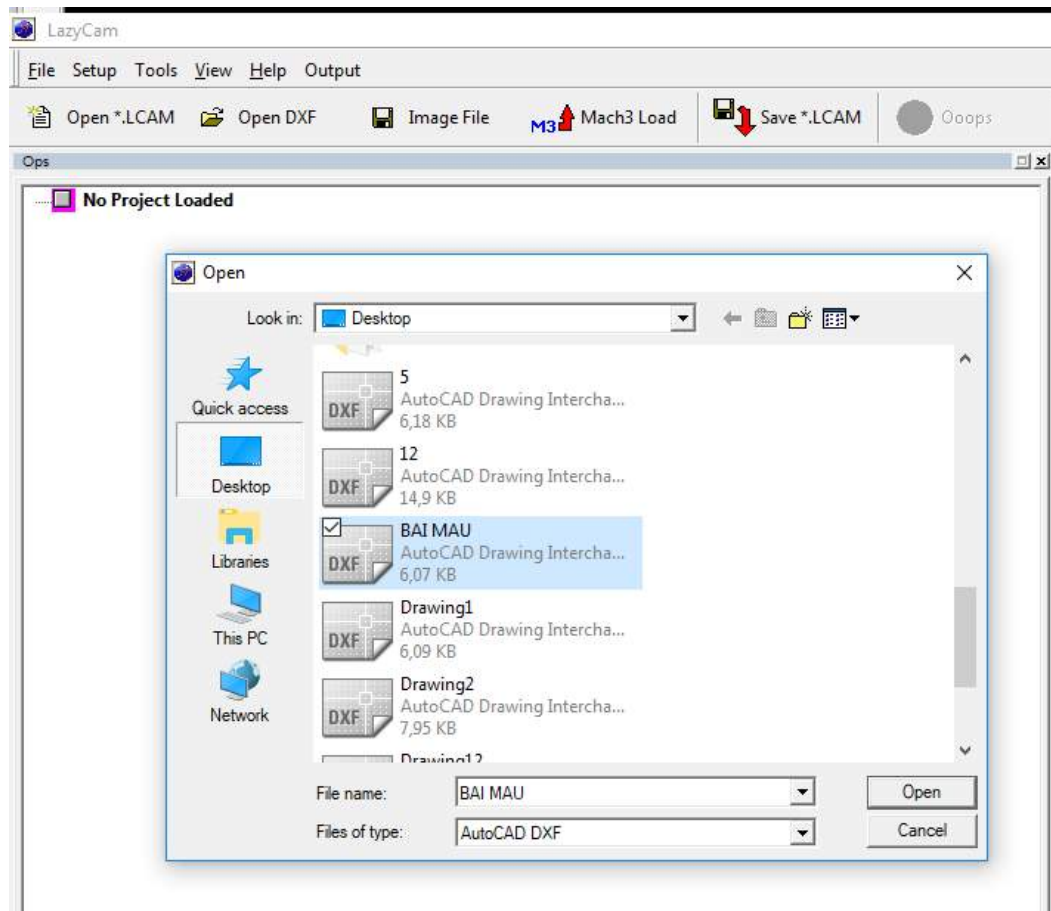 LazyCam
File Setup Tools View Help Output
Open *.LCAM Open DXF Image File M3 Mach3 Load Save *.LCAM Ooops
Ops
No Project Loaded
Open
Look in: Desktop
Quick access
Desktop
Libraries
This PC
Network
DXF
5
AutoCAD Drawing Intercha...
6,18 KB
DXF
12
AutoCAD Drawing Intercha...
14,9 KB
DXF
BAI MAU
AutoCAD Drawing Intercha...
6,07 KB
DXF
Drawing1
AutoCAD Drawing Intercha...
6,09 KB
DXF
Drawing2
AutoCAD Drawing Intercha...
7,95 KB
Drawing12
File name: BAI MAU Open
Files of type: AutoCAD DXF Cancel